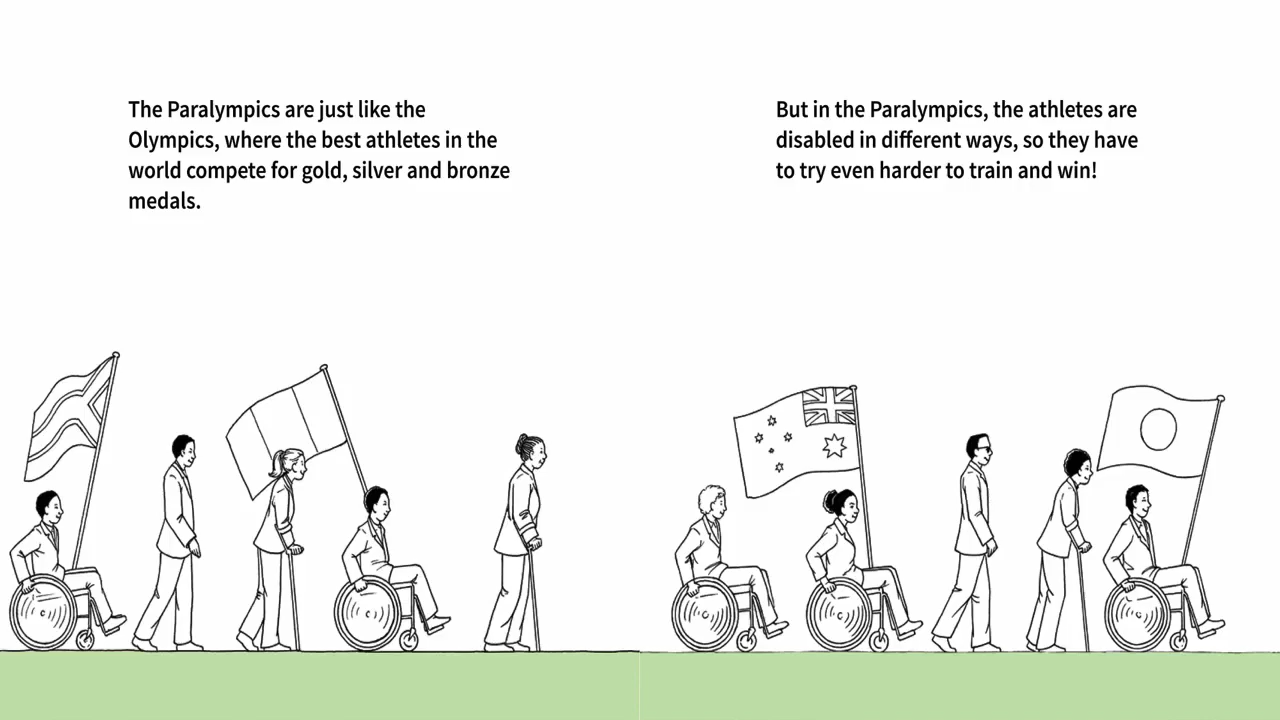 The Paralympics are just like the
Olympics, where the best athletes in the
world compete for gold, silver and bronze
medals.
But in the Paralympics, the athletes are
disabled in different ways, so they have
to try even harder to train and win!